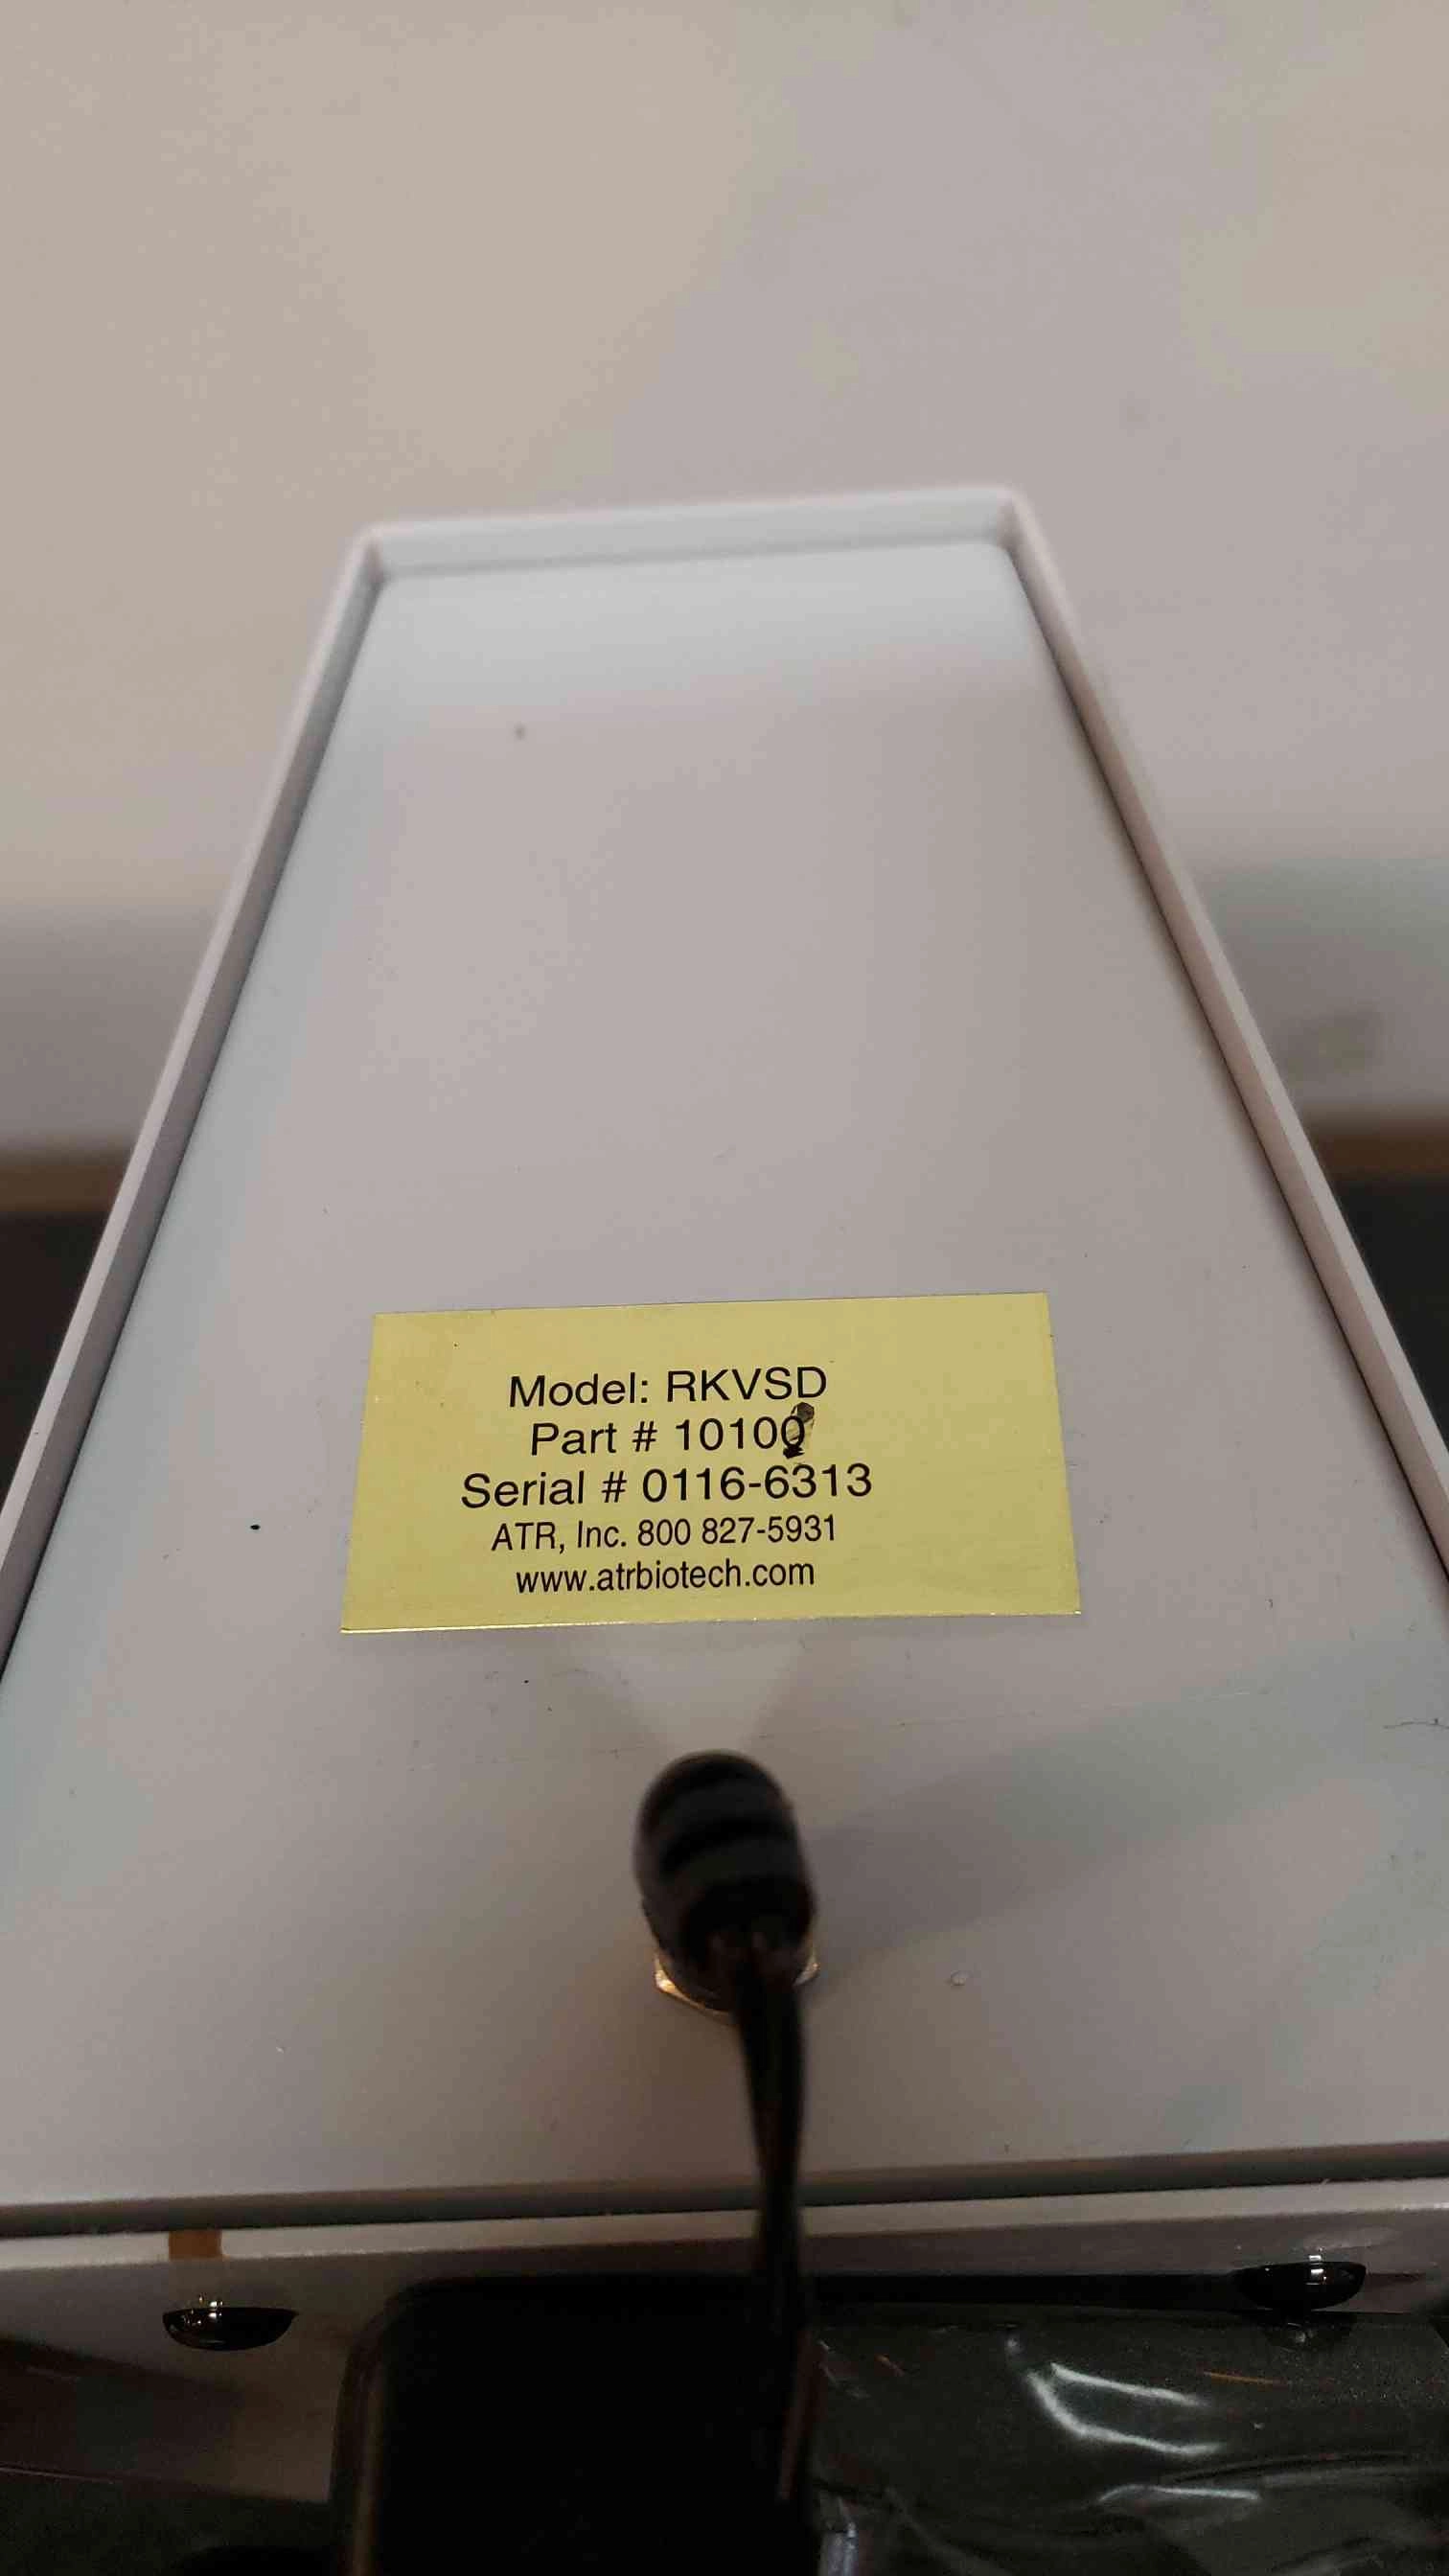 Model: RKVSD
Part # 10100
Serial # 0116-6313
ATR, Inc. 800 827-5931
www.atrbiotech.com